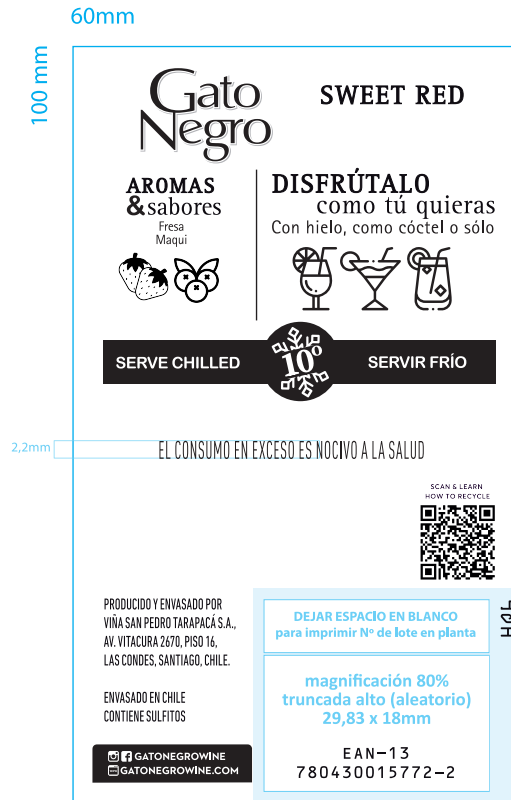 60mm
100 mm
Gato
Negro
SWEET RED
AROMAS
&sabores
Fresa
Maqui
DISFRÚTALO
como tú quieras
Con hielo, como cóctel o sólo
SERVE CHILLED
10º
SERVIR FRÍO
2,2mm
EL CONSUMO EN EXCESO ES NOCIVO A LA SALUD
SCAN & LEARN
HOW TO RECYCLE
PRODUCIDO Y ENVASADO POR
VIÑA SAN PEDRO TARAPACÁ S.A.,
AV. VITACURA 2670, PISO 16,
LAS CONDES, SANTIAGO, CHILE.
ENVASADO EN CHILE
CONTIENE SULFITOS
GATONEGROWINE
GATONEGROWINE.COM
DEJAR ESPACIO EN BLANCO
para imprimir Nº de lote en planta
magnificación 80%
truncada alto (aleatorio)
29,83 x 18mm
EAN-13
780430015772-2